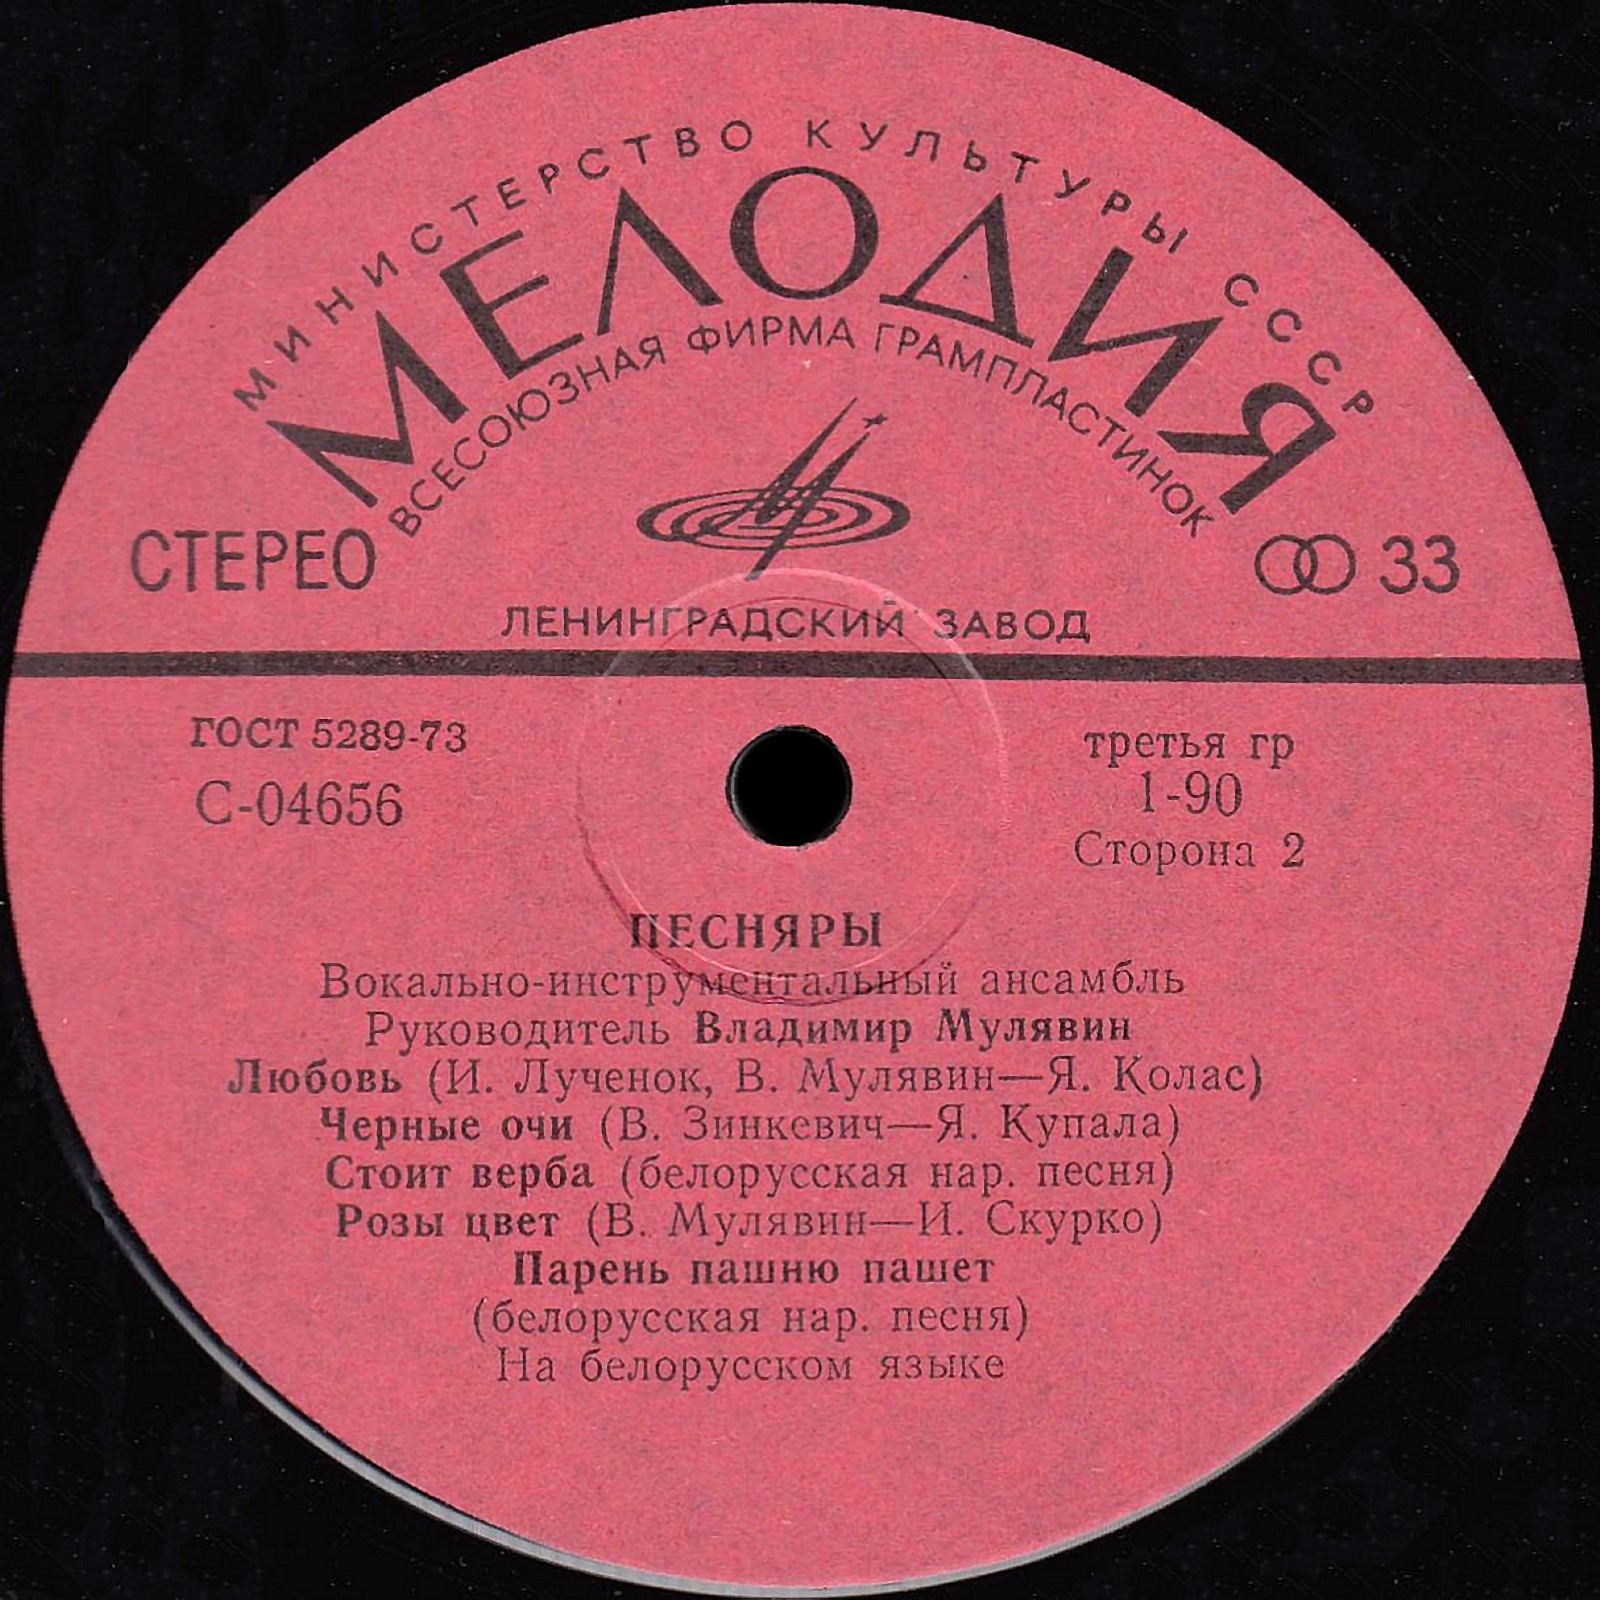 МИНИСТЕРСТВО КУЛЬТУРЫ СССР
МЕЛОДИЯ
ВСЕСОЮЗНАЯ ФИРМА ГРАМПЛАСТИНОК
СТЕРЕО
33
ЛЕНИНГРАДСКИЙ ЗАВОД
ГОСТ 5289-73
С-04656
третья гр
1-90
Сторона 2
ПЕСНЯРЫ
Вокально-инструментальный ансамбль
Руководитель Владимир Мулявин
Любовь (И. Лученок, В. Мулявин—Я. Колас)
Черные очи (В. Зинкевич—Я. Купала)
Стоит верба (белорусская нар. песня)
Розы цвет (В. Мулявин—И. Скурко)
Парень пашню пашет
(белорусская нар. песня)
На белорусском языке